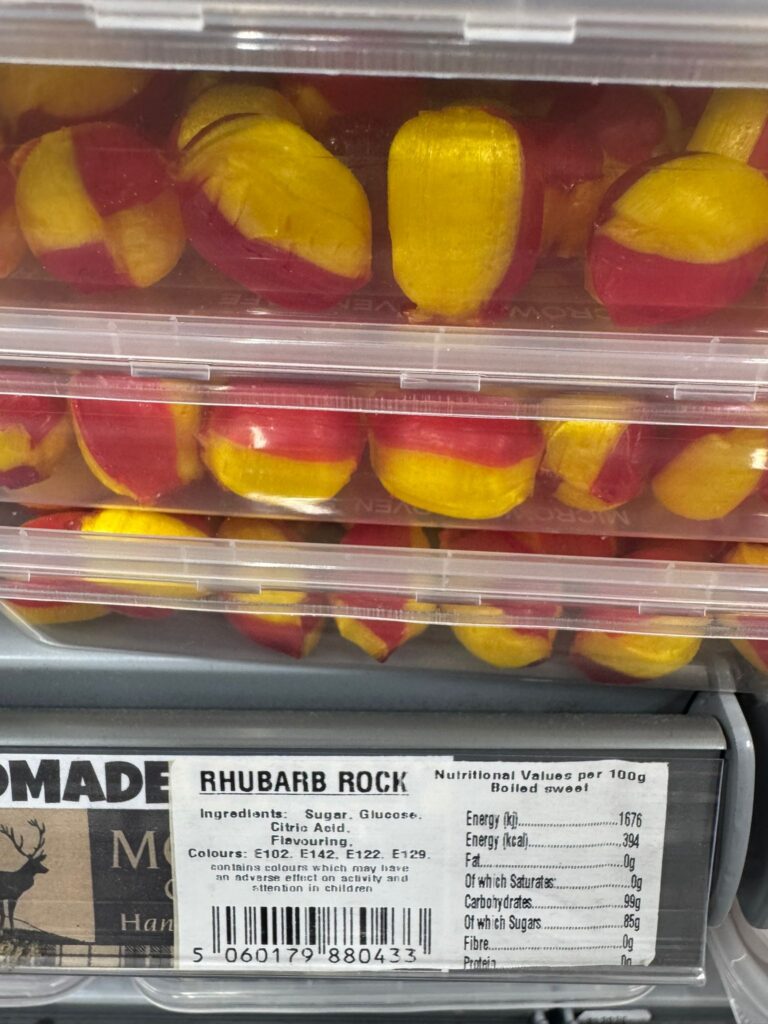 OMADE
Han
RHUBARB ROCK
Ingredients: Sugar. Glucose.
Citric Acid.
Flavouring.
Colours: E102. E142. E122. E129.
contains colours which may have
an adverse effect on activity and
attention in children
5 060179 880433
Nutritional Values per 100g
Boiled sweet
Energy (kj)...........................1676
Energy (kcal)........................394
Fat......................................0g
Of which Saturates...............0g
Carbohydrates.....................99g
Of which Sugars..................85g
Fibre...................................0g
Protein................................0g